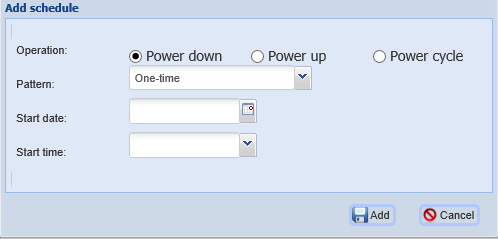 Add schedule
Operation: Power down Power up Power cycle
Pattern: One-time
Start date:
Start time:
Add Cancel